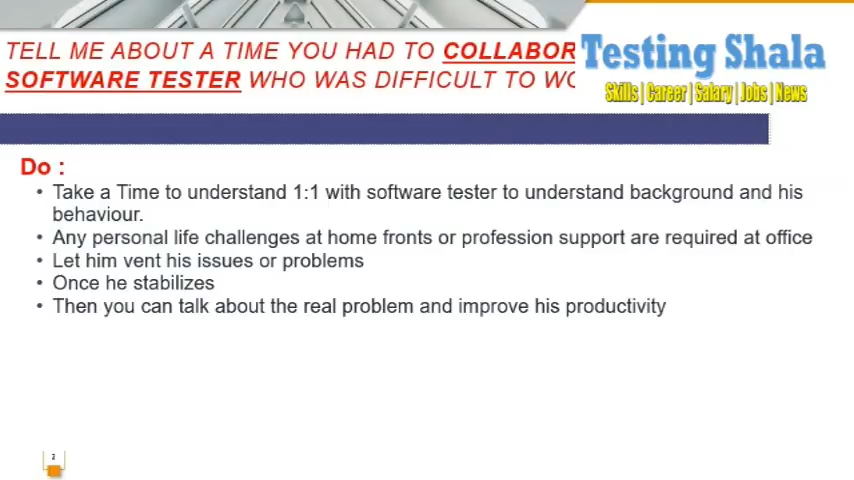 TELL ME ABOUT A TIME YOU HAD TO COLLABOR
SOFTWARE TESTER WHO WAS DIFFICULT TO WO
Testing Shala
Skills | Career | Salary | Jobs | News
Do :
• Take a Time to understand 1:1 with software tester to understand background and his
behaviour.
• Any personal life challenges at home fronts or profession support are required at office
• Let him vent his issues or problems
• Once he stabilizes
• Then you can talk about the real problem and improve his productivity
2